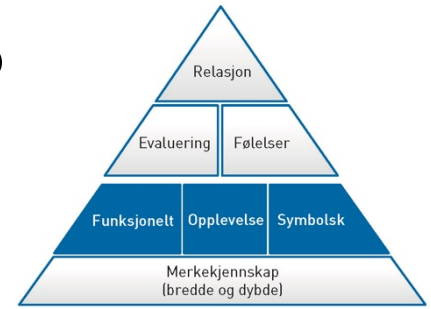 Relasjon
Evaluering
Følelser
Funksjonelt
Opplevelse
Symbolsk
Merkekjennskap
(bredde og dybde)